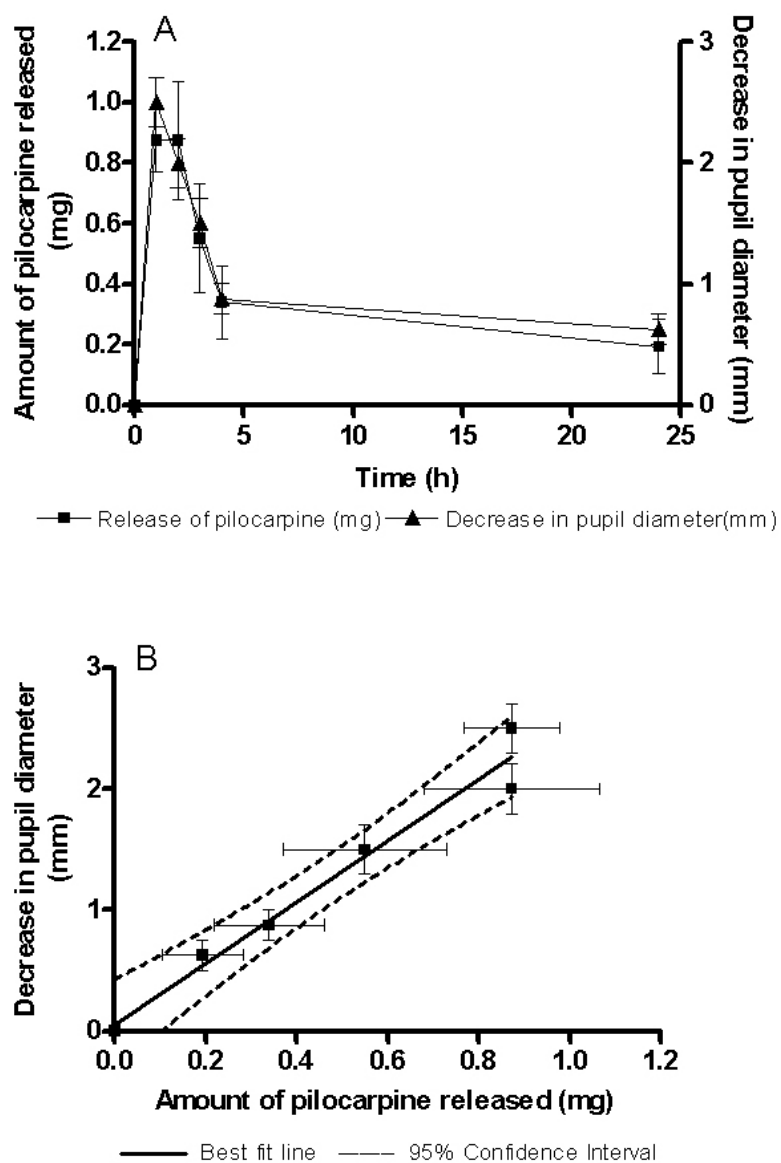 A
Amount of pilocarpine released
(mg)
1.2
1.0
0.8
0.6
0.4
0.2
0.0
3
2
1
0
Decrease in pupil diameter (mm)
0 5 10 15 20 25
Time (h)
Release of pilocarpine (mg) Decrease in pupil diameter(mm)
B
Decrease in pupil diameter
(mm)
3
2
1
0
0.0 0.2 0.4 0.6 0.8 1.0 1.2
Amount of pilocarpine released (mg)
Best fit line 95% Confidence Interval